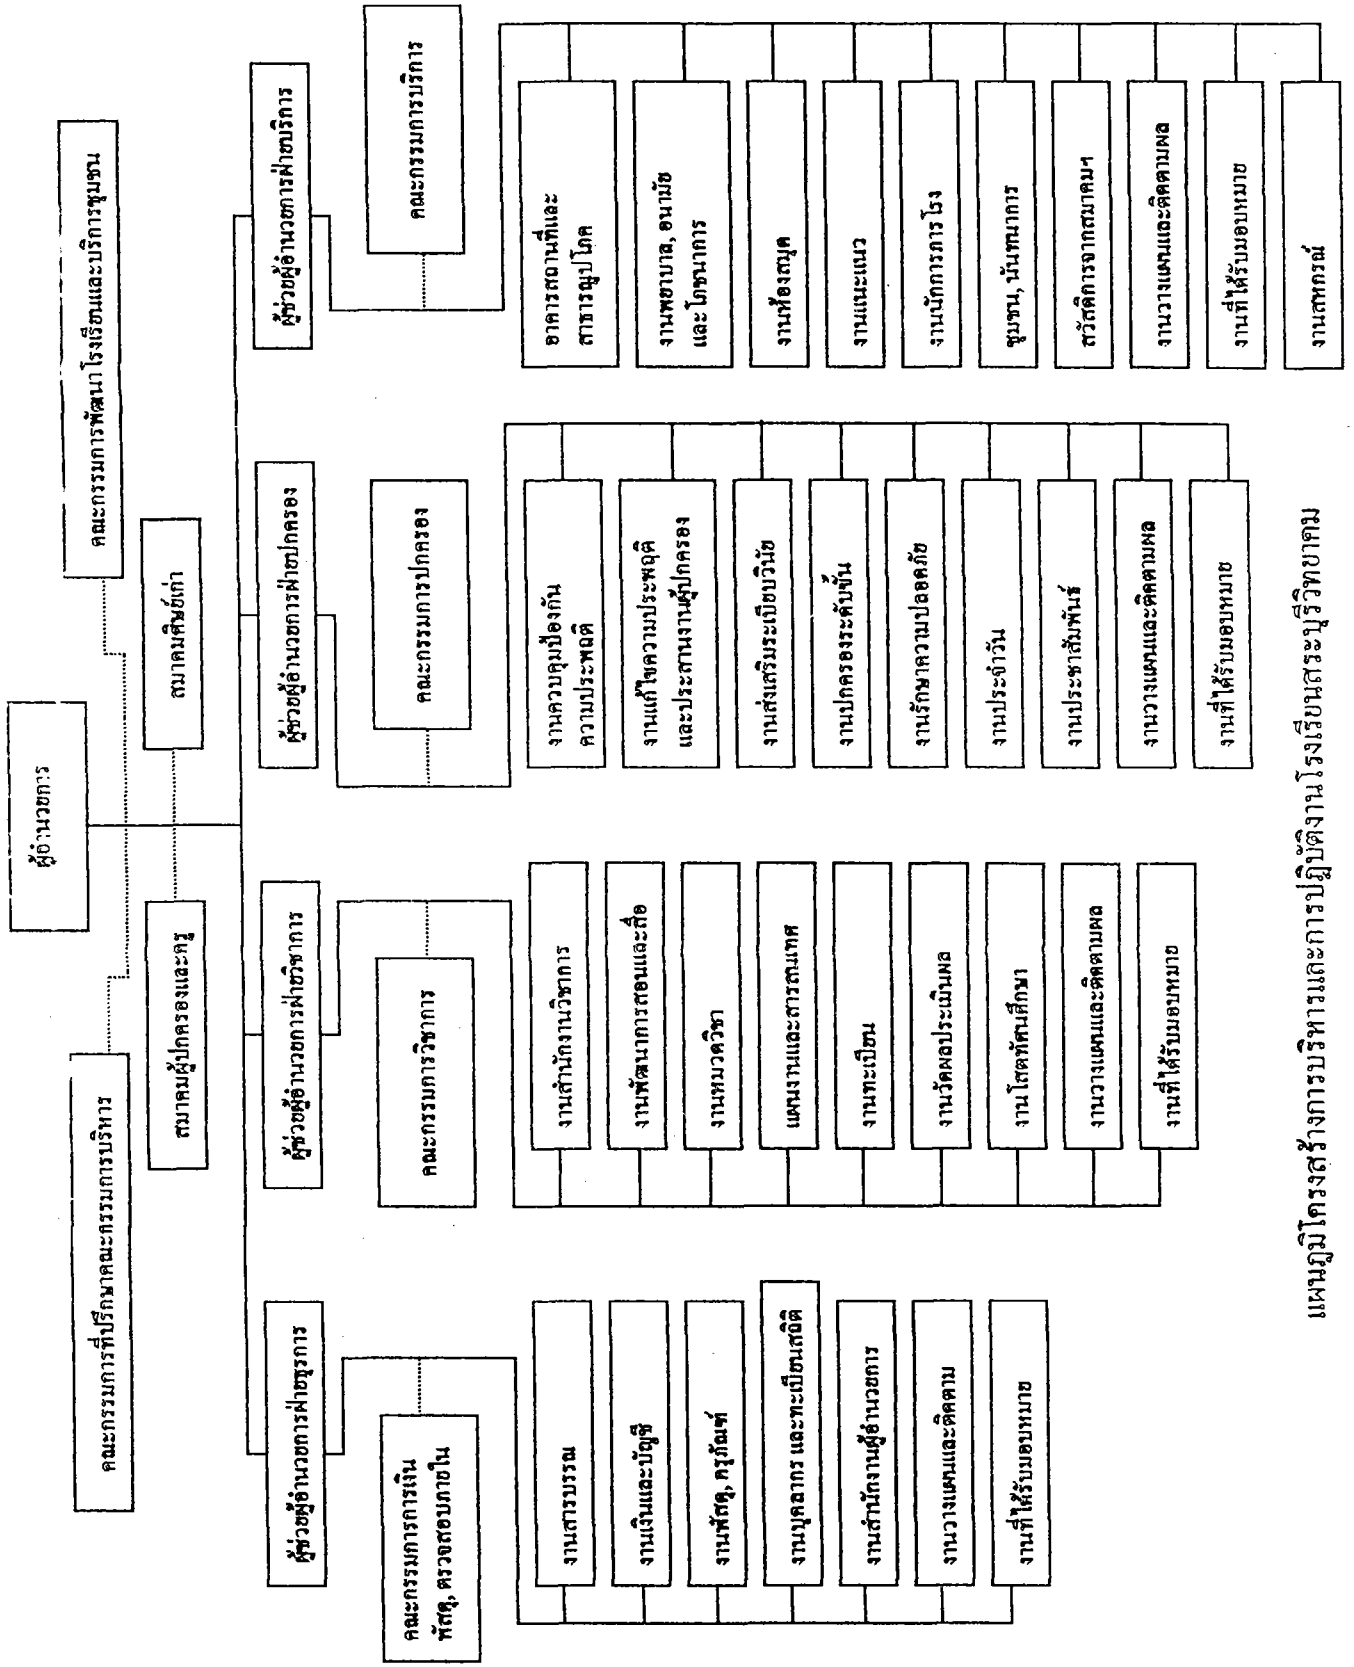 ผู้อำนวยการ
คณะกรรมการที่ปรึกษาคณะกรรมการบริหาร
คณะกรรมการพัฒนาโรงเรียนและบริการชุมชน
สมาคมผู้ปกครองและครู
สมาคมศิษย์เก่า
ผู้ช่วยผู้อำนวยการฝ่ายธุรการ
คณะกรรมการการเงิน
พัสดุ, ตรวจสอบภายใน
งานสารบรรณ
งานเงินและบัญชี
งานพัสดุ, ครุภัณฑ์
งานบุคลากร และทะเบียนสถิติ
งานสำนักงานผู้อำนวยการ
งานวางแผนและติดตาม
งานที่ได้รับมอบหมาย
ผู้ช่วยผู้อำนวยการฝ่ายวิชาการ
คณะกรรมการวิชาการ
งานสำนักงานวิชาการ
งานพัฒนาการสอนและสื่อ
งานหมวดวิชา
แผนงานและสารสนเทศ
งานทะเบียน
งานวัดผลประเมินผล
งานโสตทัศนศึกษา
งานวางแผนและติดตามผล
งานที่ได้รับมอบหมาย
ผู้ช่วยผู้อำนวยการฝ่ายปกครอง
คณะกรรมการปกครอง
งานควบคุมป้องกัน
ความประพฤติ
งานแก้ไขความประพฤติ
และประสานงานผู้ปกครอง
งานส่งเสริมระเบียบวินัย
งานปกครองระดับชั้น
งานรักษาความปลอดภัย
งานประจำวัน
งานประชาสัมพันธ์
งานวางแผนและติดตามผล
งานที่ได้รับมอบหมาย
ผู้ช่วยผู้อำนวยการฝ่ายบริการ
คณะกรรมการบริการ
อาคารสถานที่และ
สาธารณูปโภค
งานพยาบาล, อนามัย
และโภชนาการ
งานห้องสมุด
งานแนะแนว
งานนักการภารโรง
ชุมชน, นันทนาการ
สวัสดิการจากสมาคมฯ
งานวางแผนและติดตามผล
งานที่ได้รับมอบหมาย
งานสหกรณ์
แผนภูมิโครงสร้างการบริหารและการปฏิบัติงานโรงเรียนสระบุรีวิทยาคม